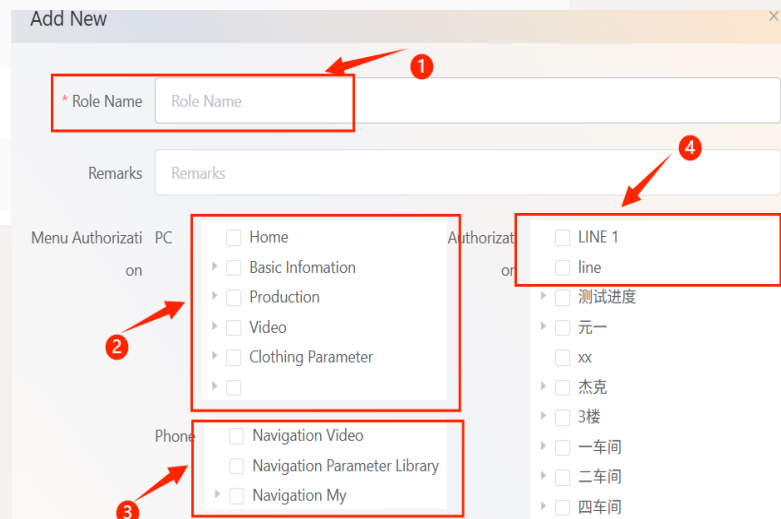 Add New
×
1
* Role Name
Role Name
4
Remarks
Remarks
Menu Authorizati
on
PC
Home
Basic Infomation
Production
Video
Clothing Parameter
2
Phone
Navigation Video
Navigation Parameter Library
Navigation My
3
Authorizat
or
LINE 1
line
测试进度
元一
xx
杰克
3楼
一车间
二车间
四车间